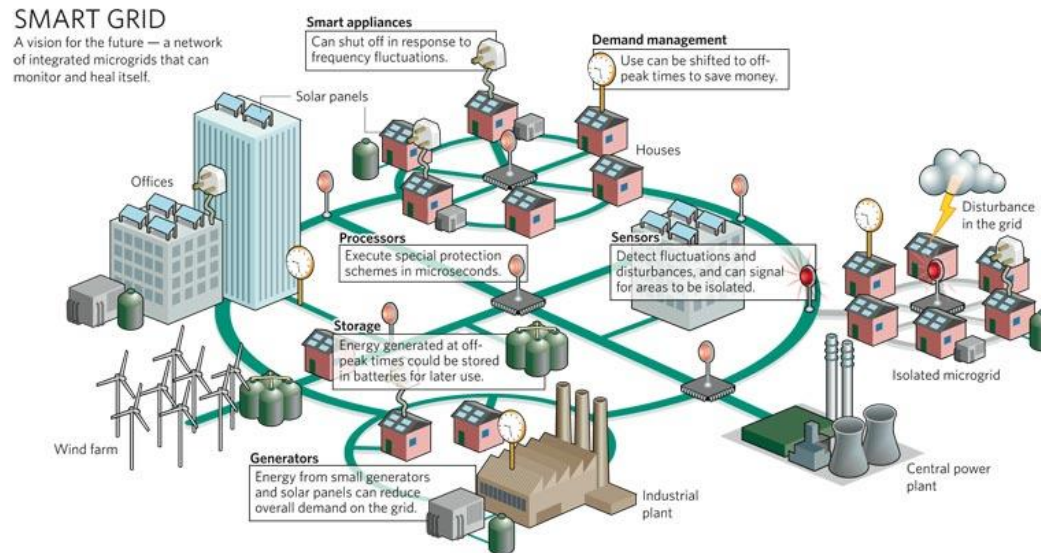 SMART GRID
A vision for the future — a network
of integrated microgrids that can
monitor and heal itself.
Smart appliances
Can shut off in response to
frequency fluctuations.
Demand management
Use can be shifted to off-
peak times to save money.
Solar panels
Houses
Offices
Disturbance
in the grid
Processors
Execute special protection
schemes in microseconds.
Sensors
Detect fluctuations and
disturbances, and can signal
for areas to be isolated.
Storage
Energy generated at off-
peak times could be stored
in batteries for later use.
Isolated microgrid
Wind farm
Generators
Energy from small generators
and solar panels can reduce
overall demand on the grid.
Industrial
plant
Central power
plant